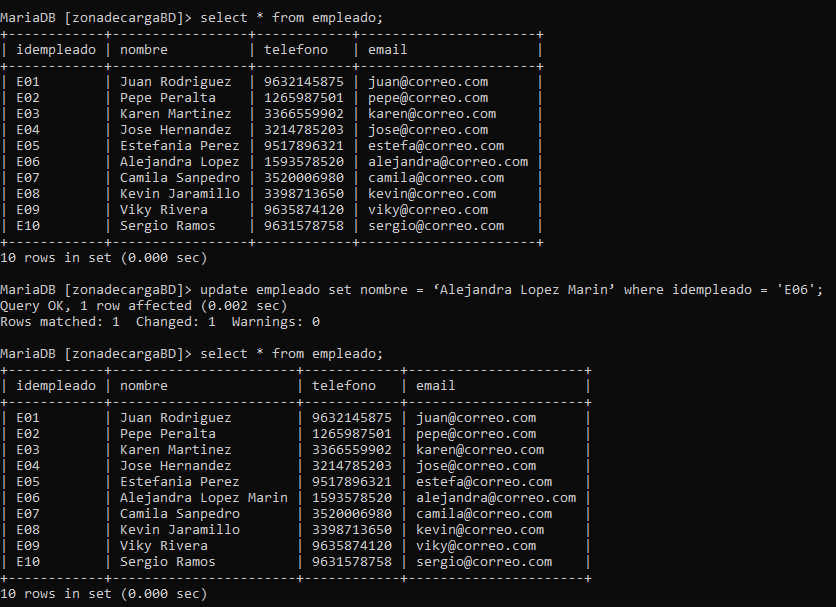 MariaDB [zonadecargaBD]> select * from empleado;
+------------+------------------+------------+---------------------+
| idempleado | nombre           | telefono   | email               |
+------------+------------------+------------+---------------------+
| E01        | Juan Rodriguez   | 9632145875 | juan@correo.com     |
| E02        | Pepe Peralta     | 1265987501 | pepe@correo.com     |
| E03        | Karen Martinez   | 3366559902 | karen@correo.com    |
| E04        | Jose Hernandez   | 3214785203 | jose@correo.com     |
| E05        | Estefania Perez  | 9517896321 | estefa@correo.com   |
| E06        | Alejandra Lopez  | 1593578520 | alejandra@correo.com |
| E07        | Camila Sanpedro  | 3520006980 | camila@correo.com   |
| E08        | Kevin Jaramillo  | 3398713650 | kevin@correo.com    |
| E09        | Viky Rivera      | 9635874120 | viky@correo.com     |
| E10        | Sergio Ramos     | 9631578758 | sergio@correo.com   |
+------------+------------------+------------+---------------------+
10 rows in set (0.000 sec)
MariaDB [zonadecargaBD]> update empleado set nombre = ‘Alejandra Lopez Marin’ where idempleado = 'E06';
Query OK, 1 row affected (0.002 sec)
Rows matched: 1  Changed: 1  Warnings: 0
MariaDB [zonadecargaBD]> select * from empleado;
+------------+-----------------------+------------+----------------------+
| idempleado | nombre                | telefono   | email                |
+------------+-----------------------+------------+----------------------+
| E01        | Juan Rodriguez        | 9632145875 | juan@correo.com      |
| E02        | Pepe Peralta          | 1265987501 | pepe@correo.com      |
| E03        | Karen Martinez        | 3366559902 | karen@correo.com     |
| E04        | Jose Hernandez        | 3214785203 | jose@correo.com      |
| E05        | Estefania Perez       | 9517896321 | estefa@correo.com    |
| E06        | Alejandra Lopez Marin | 1593578520 | alejandra@correo.com |
| E07        | Camila Sanpedro       | 3520006980 | camila@correo.com    |
| E08        | Kevin Jaramillo       | 3398713650 | kevin@correo.com     |
| E09        | Viky Rivera           | 9635874120 | viky@correo.com      |
| E10        | Sergio Ramos          | 9631578758 | sergio@correo.com    |
+------------+-----------------------+------------+----------------------+
10 rows in set (0.000 sec)